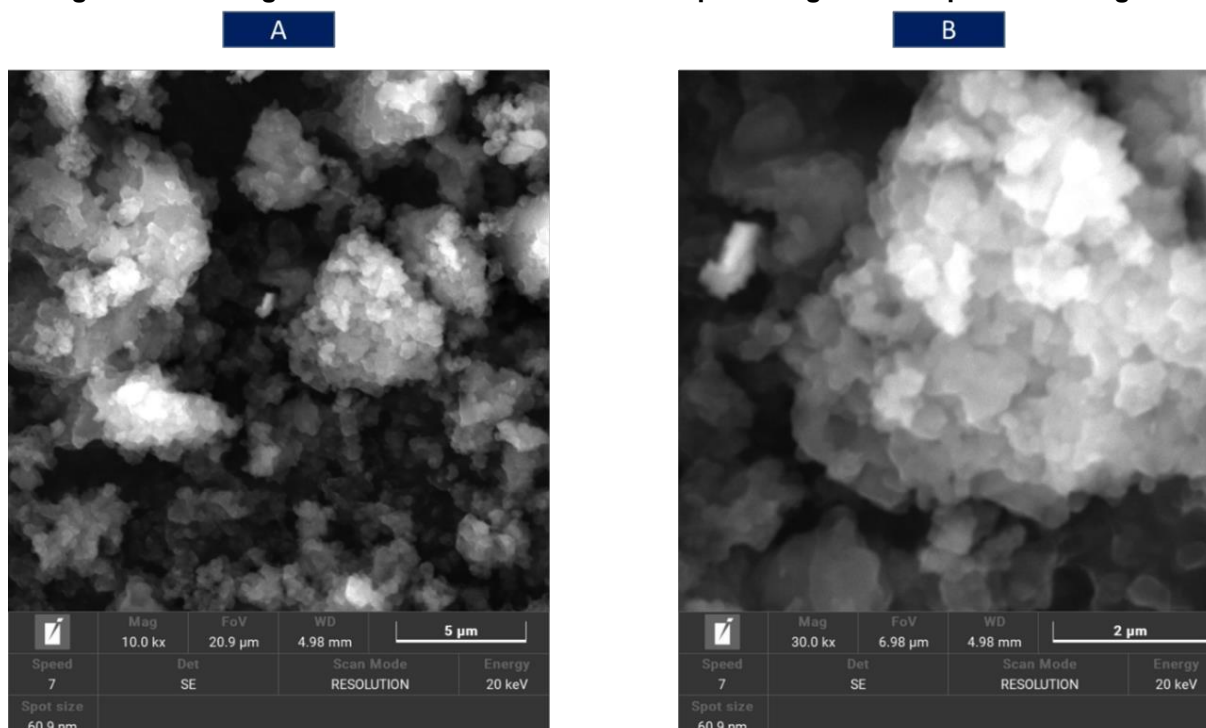 A
B
Mag FoV WD
10.0 kx 20.9 µm 4.98 mm 5 µm
Speed Det Scan Mode Energy
7 SE RESOLUTION 20 keV
Spot size
60.9 nm
Mag FoV WD
30.0 kx 6.98 µm 4.98 mm 2 µm
Speed Det Scan Mode Energy
7 SE RESOLUTION 20 keV
Spot size
60.9 nm